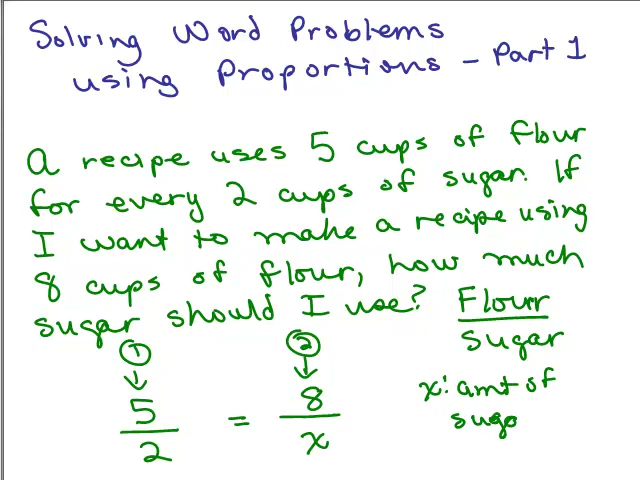 Solving Word Problems
using Proportions - Part 1
A recipe uses 5 cups of flour
for every 2 cups of sugar. If
I want to make a recipe using
8 cups of flour, how much
sugar should I use?
Flour
Sugar
① ②
5 = 8
2 x
x: amt of
suga